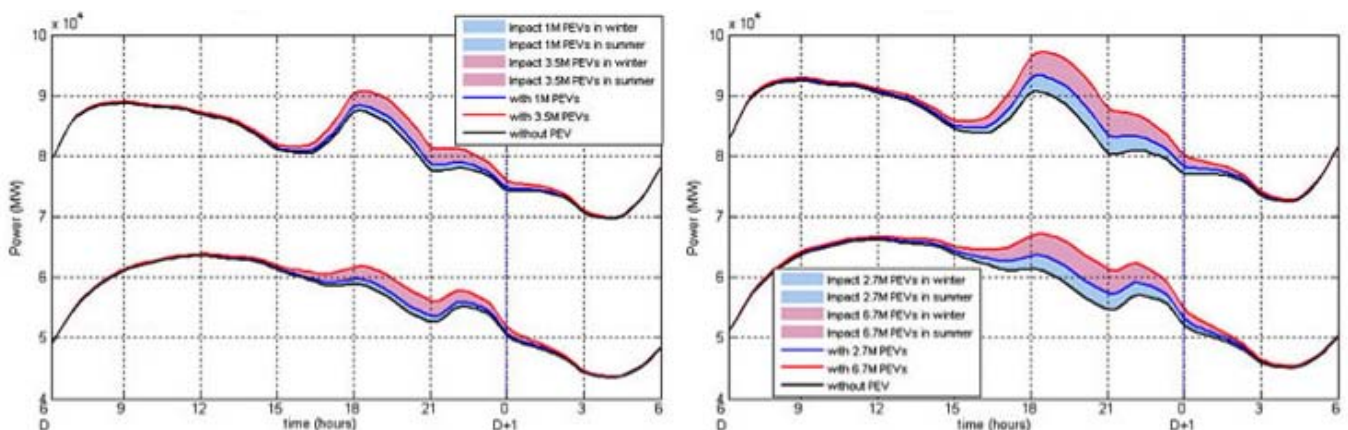 x 10⁴
10
9
8
7
6
5
4
Power (MW)
6
9
12
15
18
21
0
3
6
D
time (hours)
D+1
Impact 1M PEVs in winter
Impact 1M PEVs in summer
Impact 3.5M PEVs in winter
Impact 3.5M PEVs in summer
with 1M PEVs
with 3.5M PEVs
without PEV
x 10⁴
10
9
8
7
6
5
4
Power (MW)
Impact 2.7M PEVs in winter
Impact 2.7M PEVs in summer
Impact 6.7M PEVs in winter
Impact 6.7M PEVs in summer
with 2.7M PEVs
with 6.7M PEVs
without PEV
6
9
12
15
18
21
0
3
6
D
time (hours)
D+1